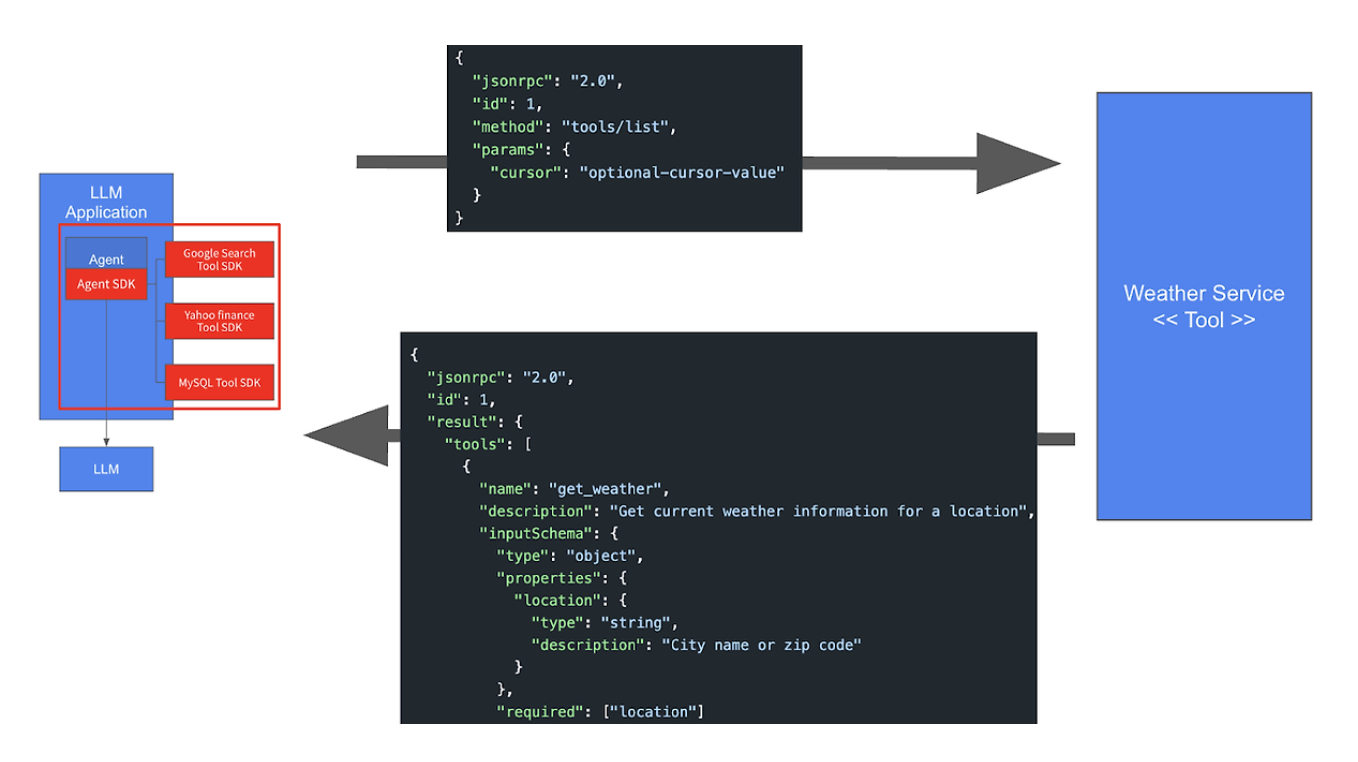 {
"jsonrpc": "2.0",
"id": 1,
"method": "tools/list",
"params": {
"cursor": "optional-cursor-value"
}
}
LLM
Application
Agent
Agent SDK
Google Search
Tool SDK
Yahoo finance
Tool SDK
MySQL Tool SDK
LLM
Weather Service
<< Tool >>
{
"jsonrpc": "2.0",
"id": 1,
"result": {
"tools": [
{
"name": "get_weather",
"description": "Get current weather information for a location",
"inputSchema": {
"type": "object",
"properties": {
"location": {
"type": "string",
"description": "City name or zip code"
}
},
"required": ["location"]